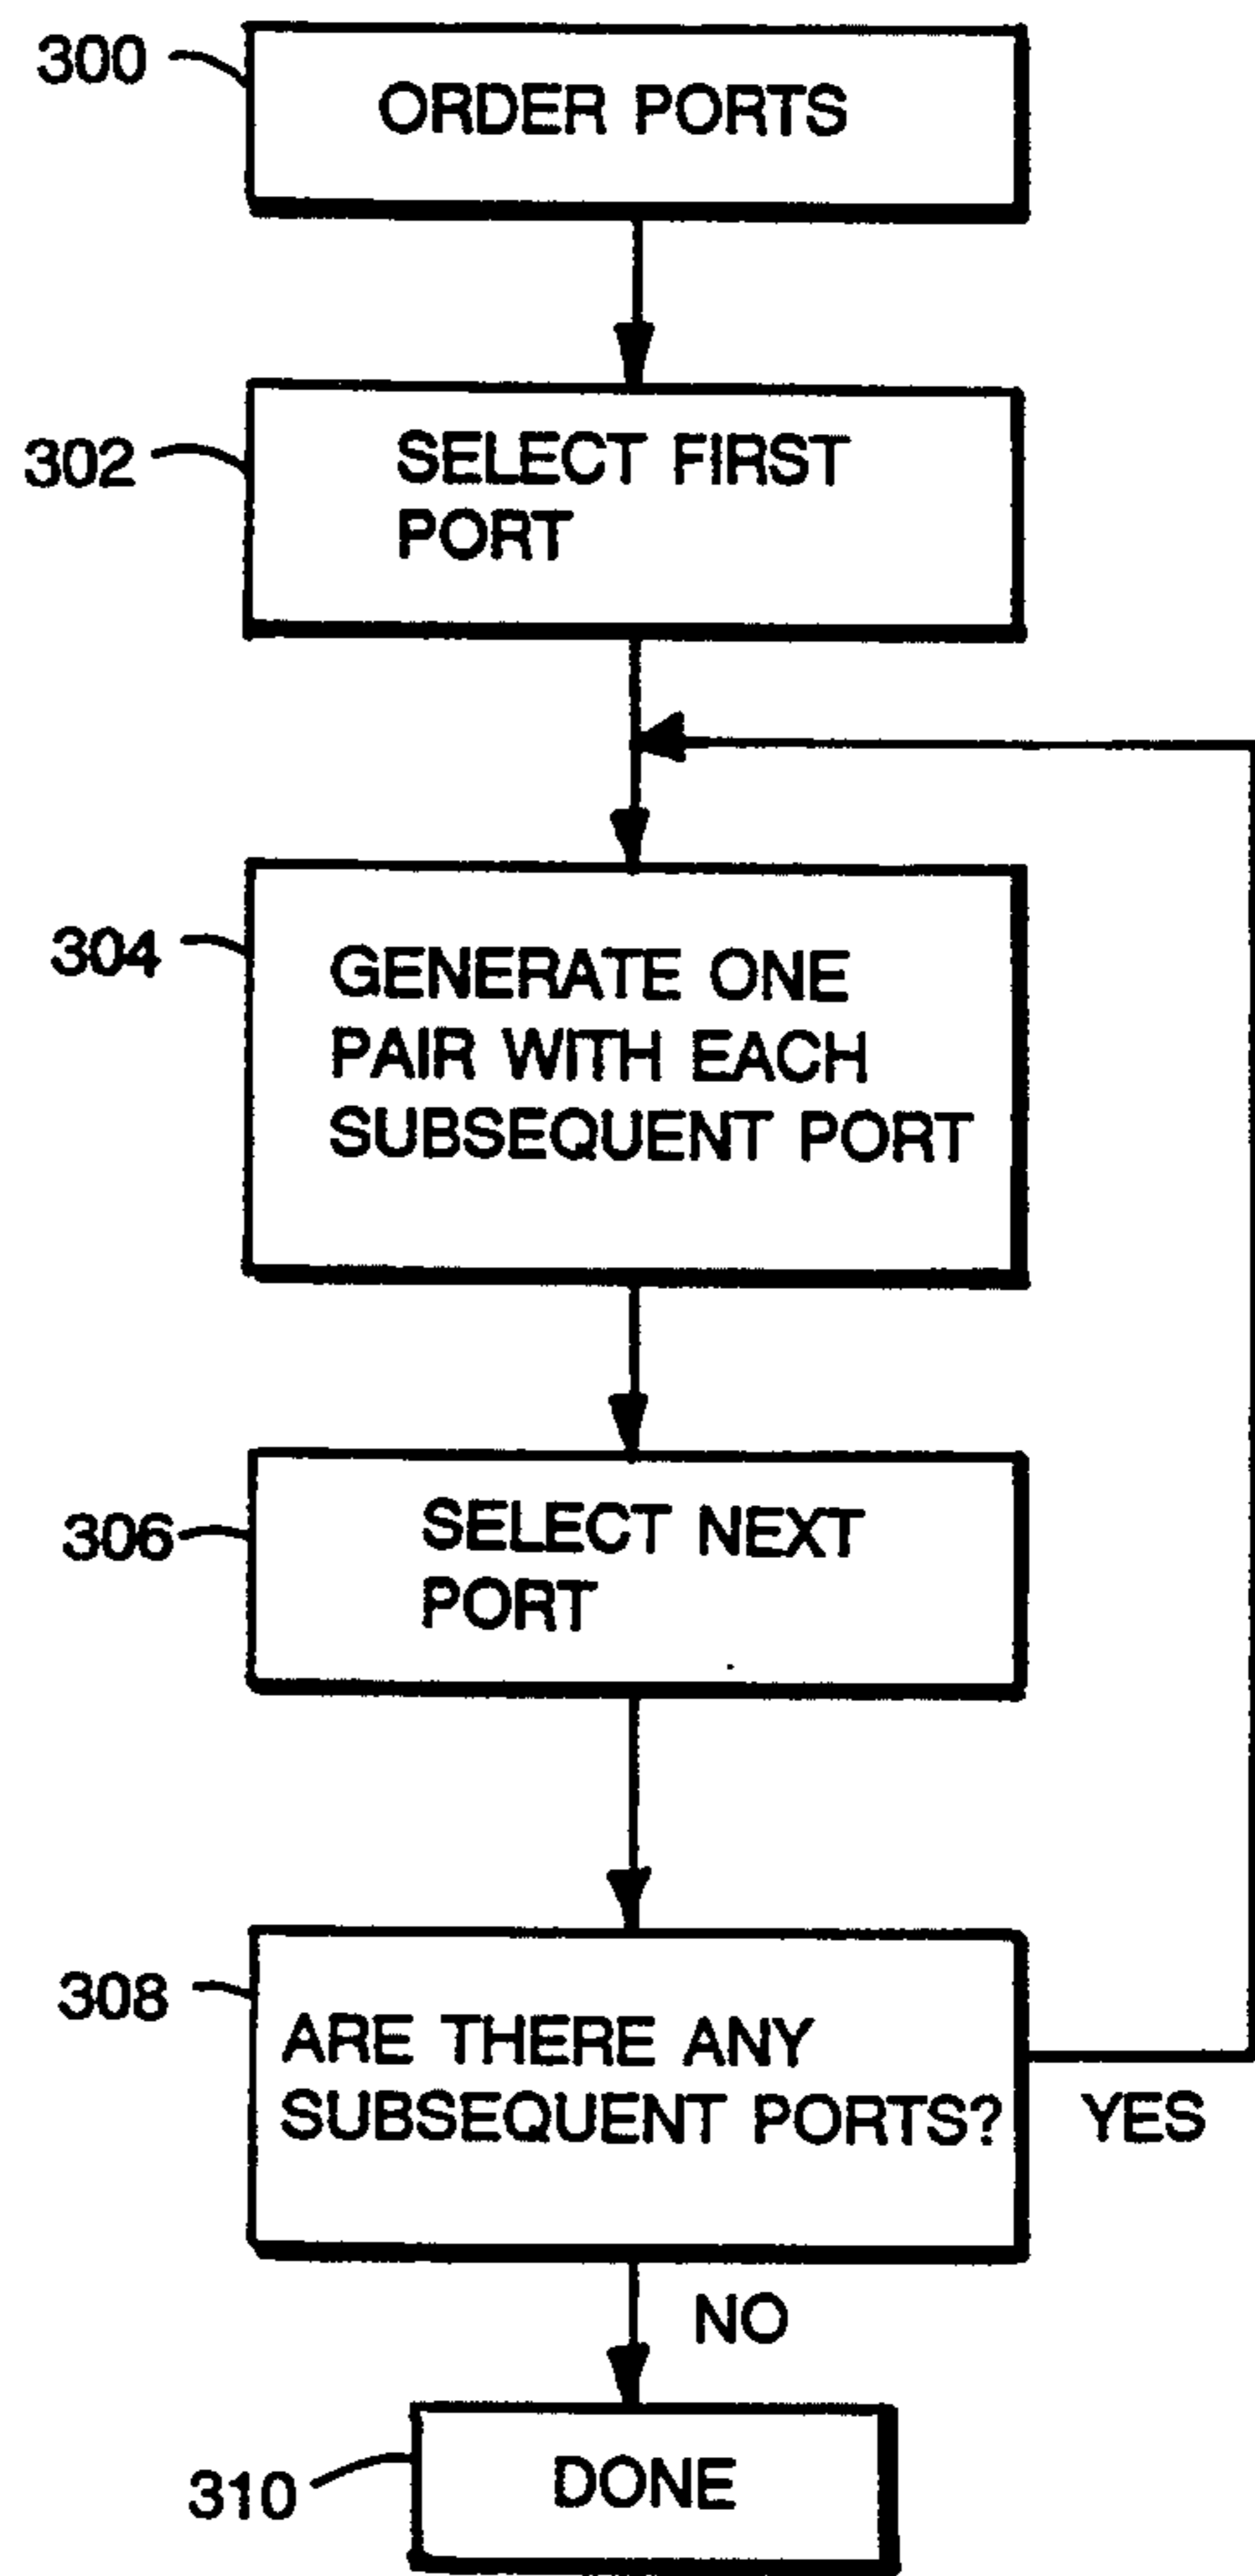 300
ORDER PORTS
302
SELECT FIRST
PORT
304
GENERATE ONE
PAIR WITH EACH
SUBSEQUENT PORT
306
SELECT NEXT
PORT
308
ARE THERE ANY
SUBSEQUENT PORTS?
YES
NO
310
DONE